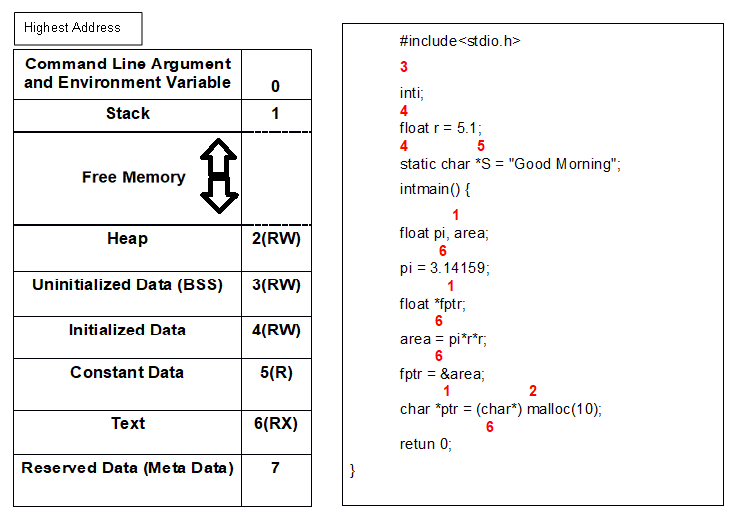 Highest Address
Command Line Argument
and Environment Variable 0
Stack 1
Free Memory
Heap 2(RW)
Uninitialized Data (BSS) 3(RW)
Initialized Data 4(RW)
Constant Data 5(R)
Text 6(RX)
Reserved Data (Meta Data) 7
#include<stdio.h>
3
inti;
4
float r = 5.1;
4 5
static char *S = "Good Morning";
intmain() {
1
float pi, area;
6
pi = 3.14159;
1
float *fptr;
6
area = pi*r*r;
6
fptr = &area;
1 2
char *ptr = (char*) malloc(10);
6
retun 0;
}